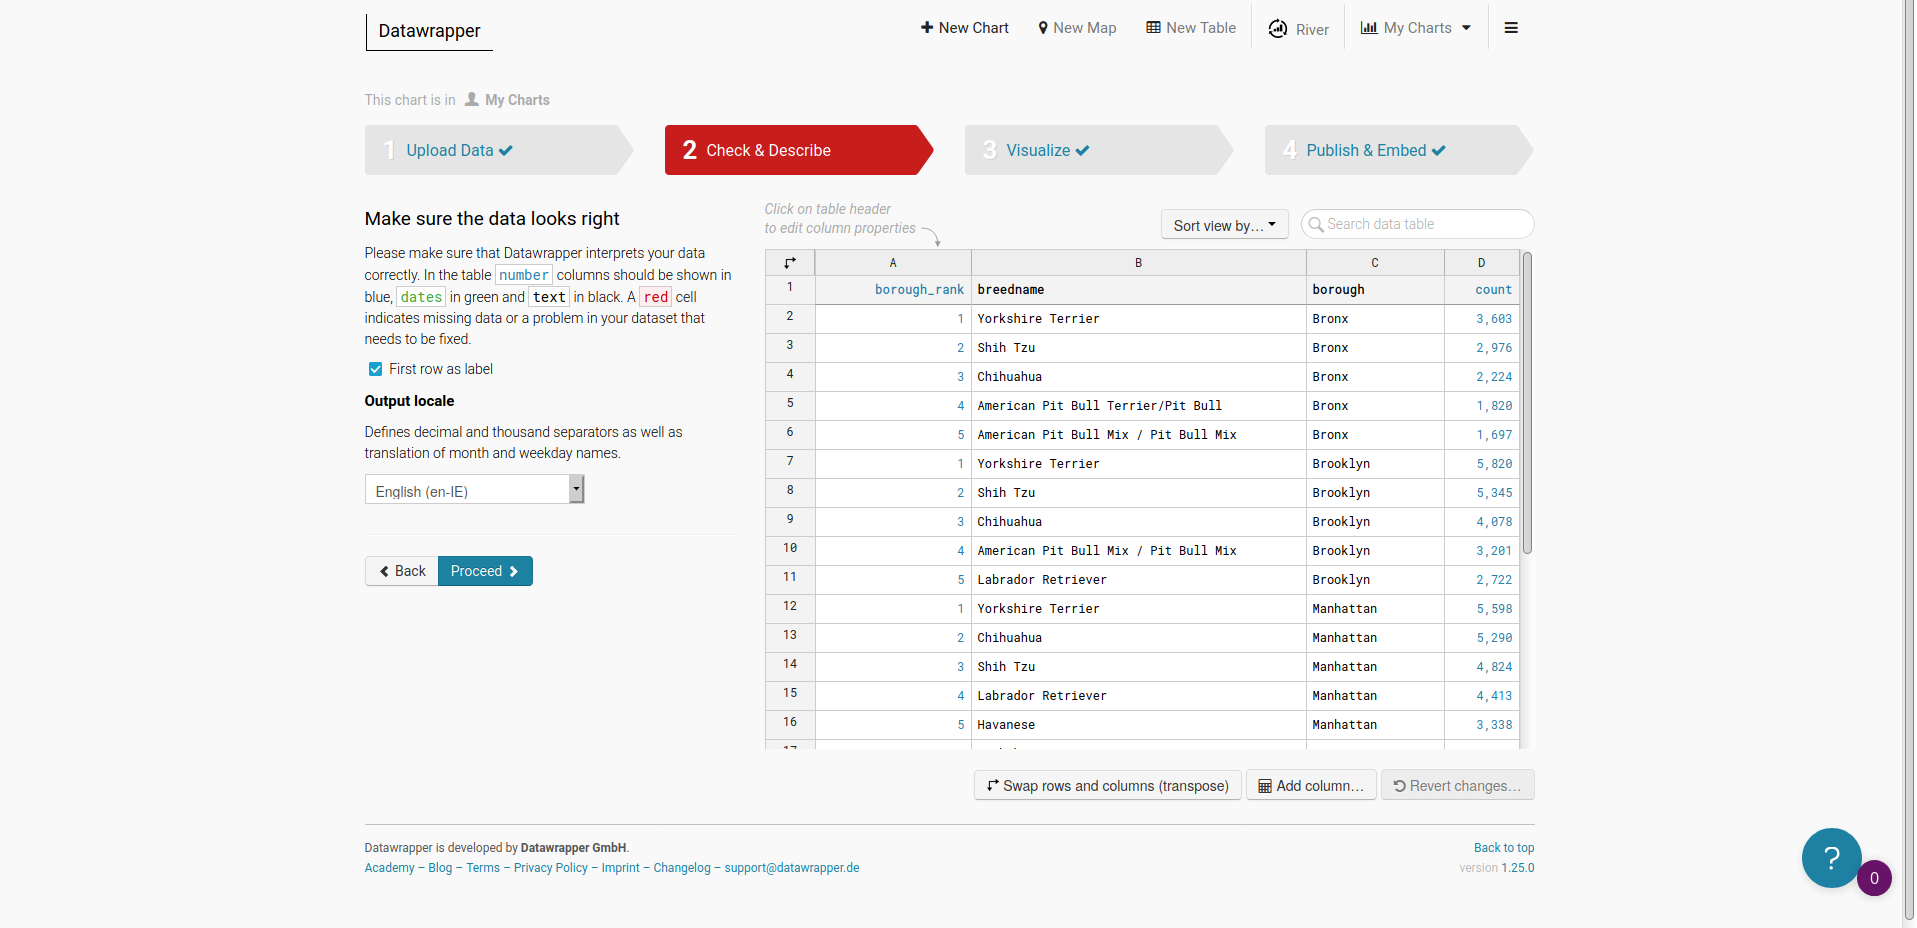 Datawrapper
New Chart
New Map
New Table
River
My Charts
This chart is in My Charts
1 Upload Data
2 Check & Describe
3 Visualize
4 Publish & Embed
Make sure the data looks right
Please make sure that Datawrapper interprets your data
correctly. In the table number columns should be shown in
blue, dates in green and text in black. A red cell
indicates missing data or a problem in your dataset that
needs to be fixed.
First row as label
Output locale
Defines decimal and thousand separators as well as
translation of month and weekday names.
English (en-IE)
Back
Proceed
Click on table header
to edit column properties
Sort view by...
Search data table
A B C D
1 borough_rank breedname borough count
2 1 Yorkshire Terrier Bronx 3,603
3 2 Shih Tzu Bronx 2,976
4 3 Chihuahua Bronx 2,224
5 4 American Pit Bull Terrier/Pit Bull Bronx 1,820
6 5 American Pit Bull Mix / Pit Bull Mix Bronx 1,697
7 1 Yorkshire Terrier Brooklyn 5,820
8 2 Shih Tzu Brooklyn 5,345
9 3 Chihuahua Brooklyn 4,078
10 4 American Pit Bull Mix / Pit Bull Mix Brooklyn 3,201
11 5 Labrador Retriever Brooklyn 2,722
12 1 Yorkshire Terrier Manhattan 5,598
13 2 Chihuahua Manhattan 5,290
14 3 Shih Tzu Manhattan 4,824
15 4 Labrador Retriever Manhattan 4,413
16 5 Havanese Manhattan 3,338
Swap rows and columns (transpose)
Add column...
Revert changes...
Datawrapper is developed by Datawrapper GmbH.
Academy – Blog – Terms – Privacy Policy – Imprint – Changelog – support@datawrapper.de
Back to top
version 1.25.0
?
0